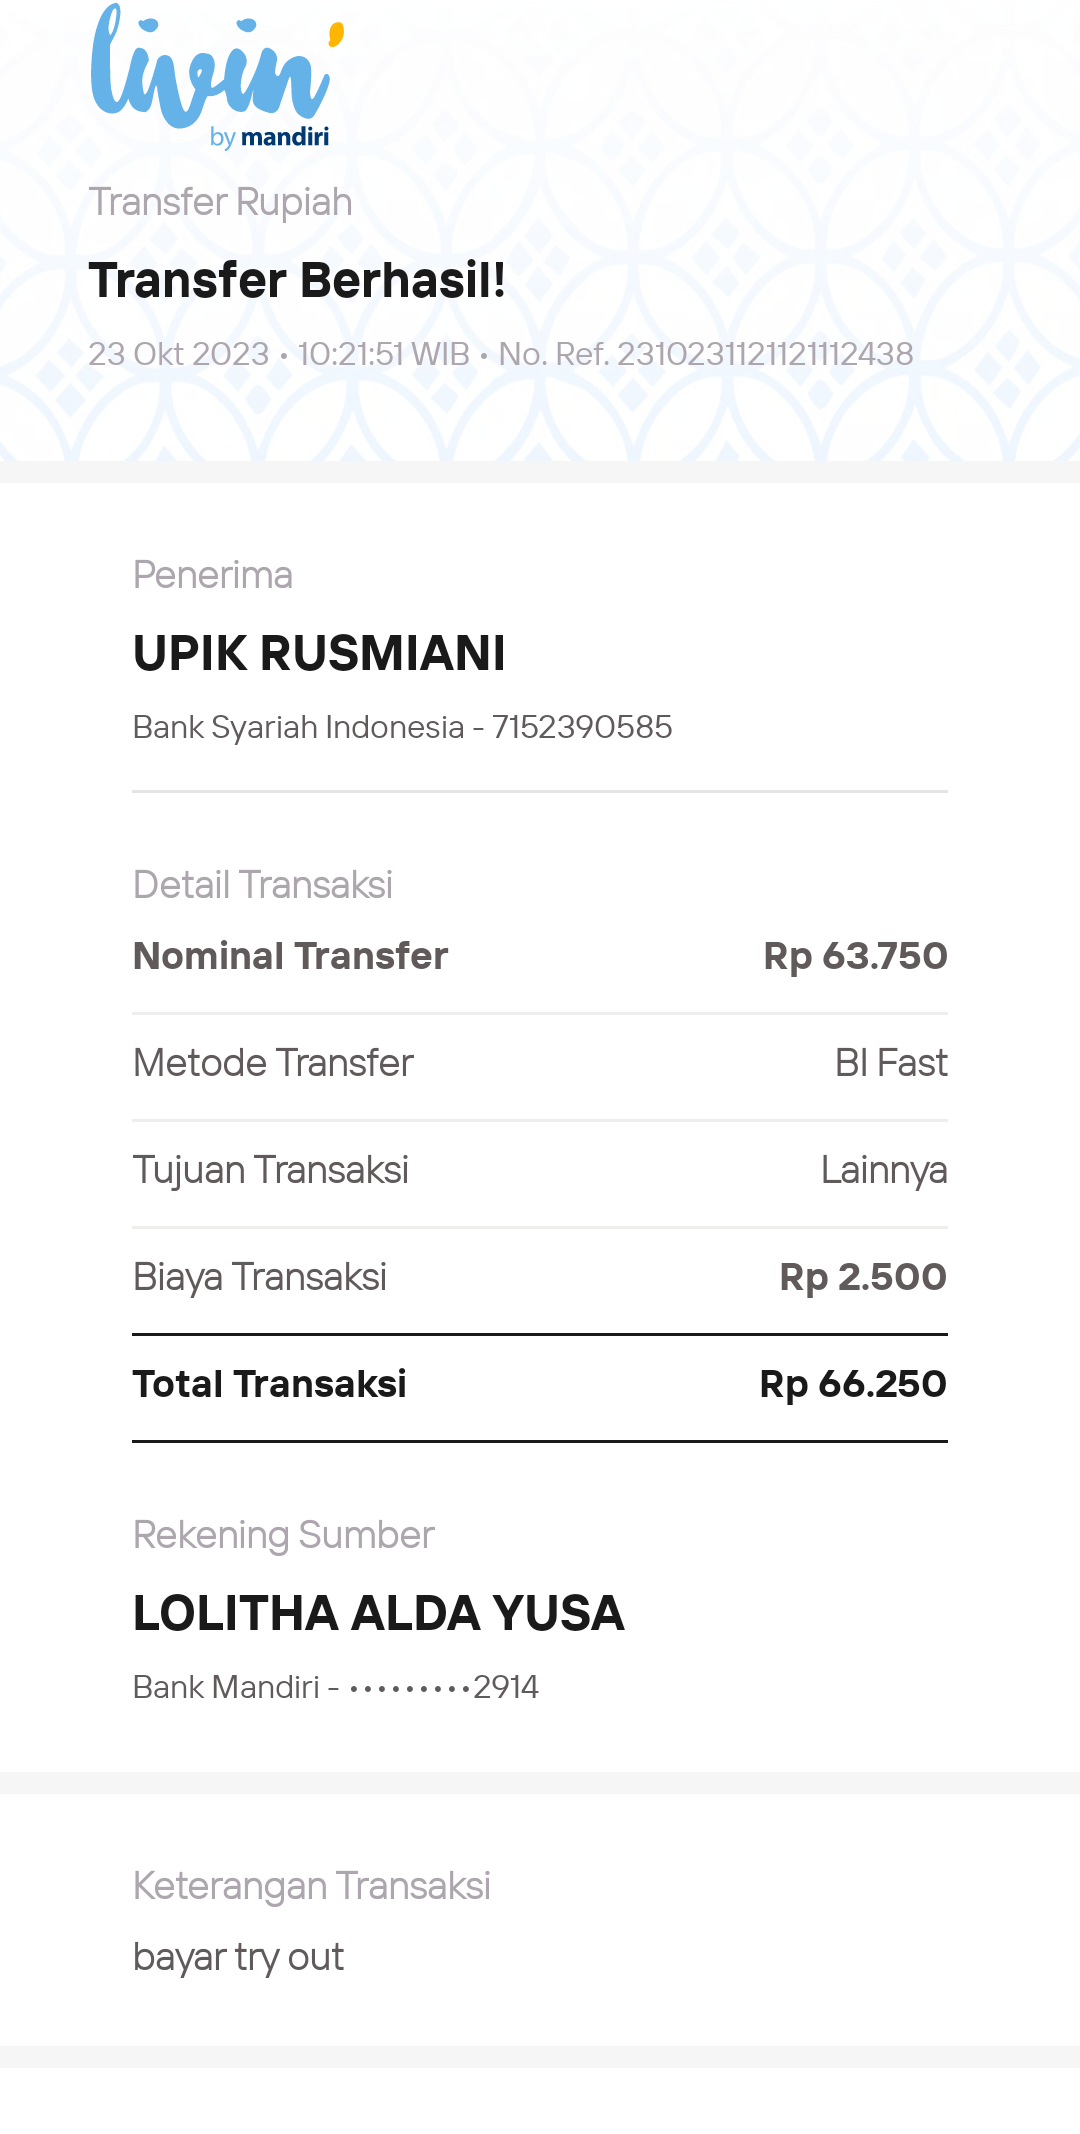 livin'
by mandiri
Transfer Rupiah
Transfer Berhasil!
23 Okt 2023 • 10:21:51 WIB • No. Ref. 2310231121121112438
Penerima
UPIK RUSMIANI
Bank Syariah Indonesia - 7152390585
Detail Transaksi
Nominal Transfer Rp 63.750
Metode Transfer BI Fast
Tujuan Transaksi Lainnya
Biaya Transaksi Rp 2.500
Total Transaksi Rp 66.250
Rekening Sumber
LOLITHA ALDA YUSA
Bank Mandiri - •••••••••2914
Keterangan Transaksi
bayar try out